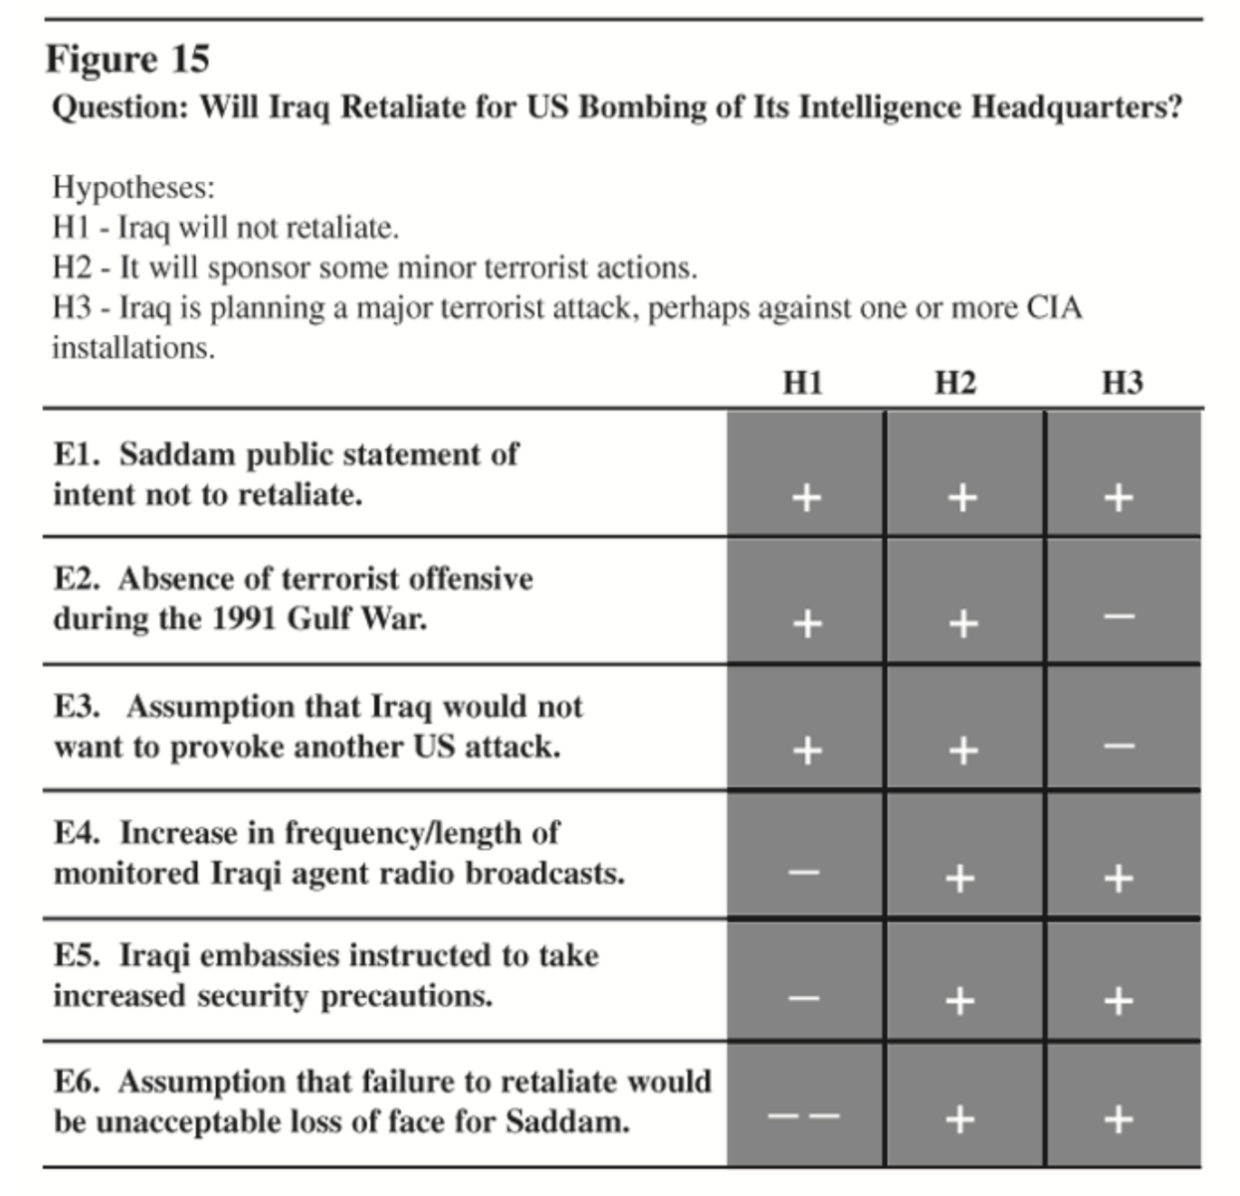 Figure 15
Question: Will Iraq Retaliate for US Bombing of Its Intelligence Headquarters?
Hypotheses:
H1 - Iraq will not retaliate.
H2 - It will sponsor some minor terrorist actions.
H3 - Iraq is planning a major terrorist attack, perhaps against one or more CIA
installations.
H1 H2 H3
E1. Saddam public statement of
intent not to retaliate. + + +
E2. Absence of terrorist offensive
during the 1991 Gulf War. + + −
E3. Assumption that Iraq would not
want to provoke another US attack. + + −
E4. Increase in frequency/length of
monitored Iraqi agent radio broadcasts. − + +
E5. Iraqi embassies instructed to take
increased security precautions. − + +
E6. Assumption that failure to retaliate would
be unacceptable loss of face for Saddam. − − + +